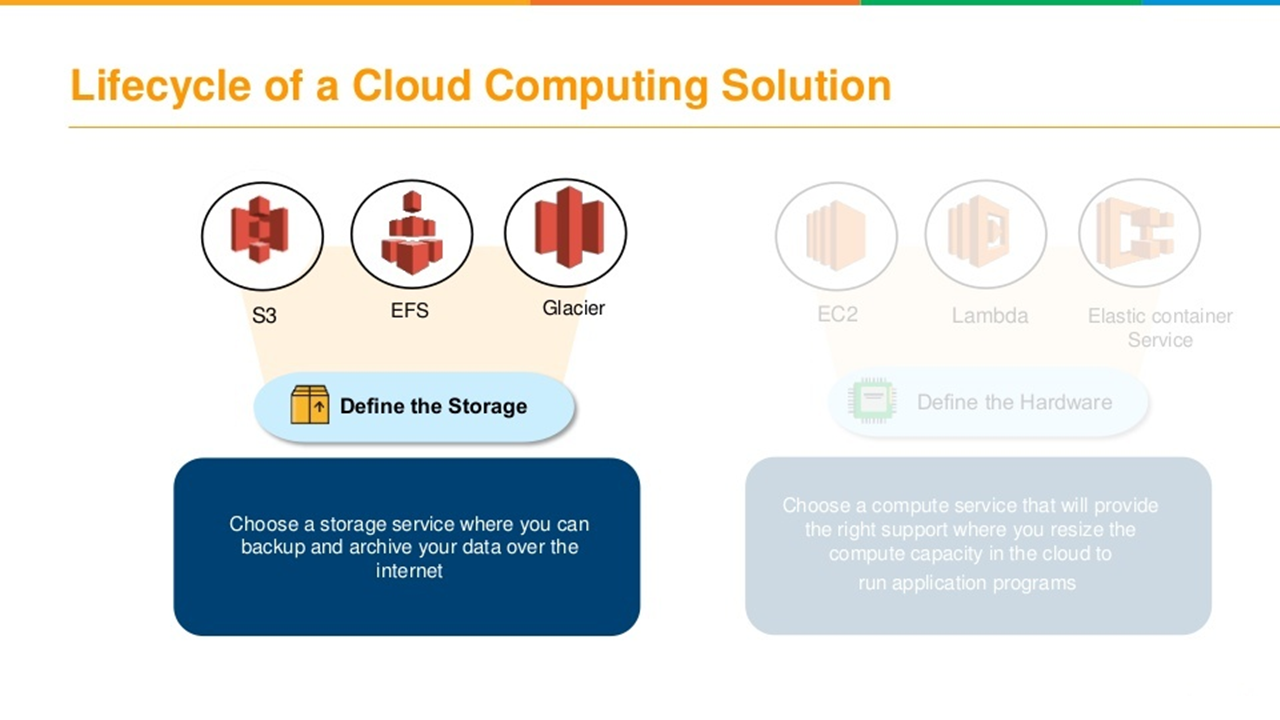 Lifecycle of a Cloud Computing Solution
S3
EFS
Glacier
Define the Storage
Choose a storage service where you can
backup and archive your data over the
internet
EC2
Lambda
Elastic container
Service
Define the Hardware
Choose a compute service that will provide
the right support where you resize the
compute capacity in the cloud to
run application programs